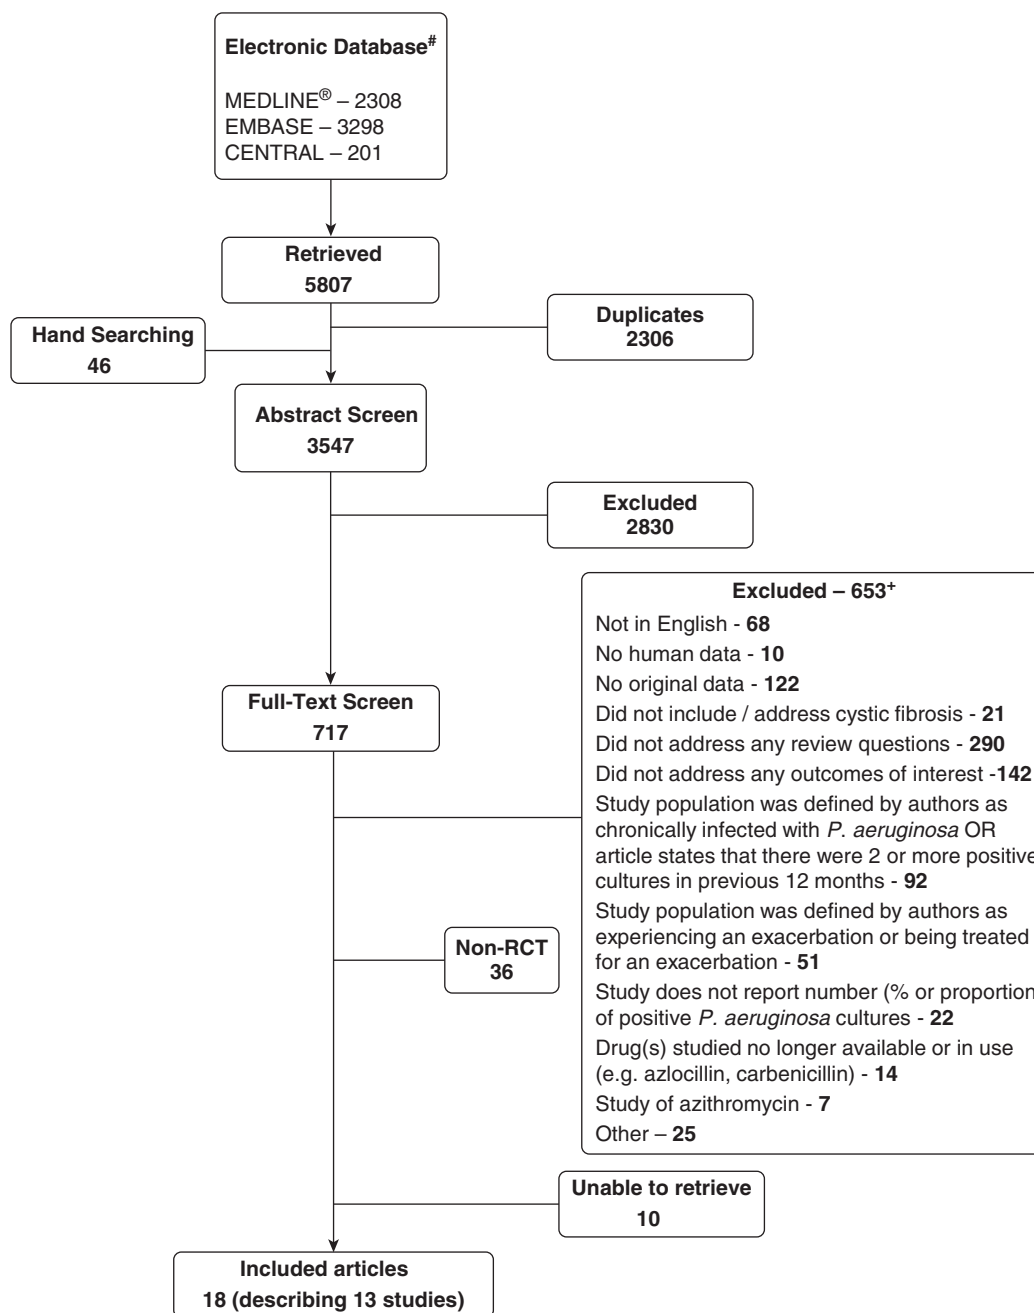 Electronic Database#
MEDLINE® – 2308
EMBASE – 3298
CENTRAL – 201
Retrieved
5807
Duplicates
2306
Hand Searching
46
Abstract Screen
3547
Excluded
2830
Excluded – 653+
Not in English - 68
No human data - 10
No original data - 122
Did not include / address cystic fibrosis - 21
Did not address any review questions - 290
Did not address any outcomes of interest -142
Study population was defined by authors as
chronically infected with P. aeruginosa OR
article states that there were 2 or more positive
cultures in previous 12 months - 92
Study population was defined by authors as
experiencing an exacerbation or being treated
for an exacerbation - 51
Study does not report number (% or proportion
of positive P. aeruginosa cultures - 22
Drug(s) studied no longer available or in use
(e.g. azlocillin, carbenicillin) - 14
Study of azithromycin - 7
Other – 25
Full-Text Screen
717
Non-RCT
36
Unable to retrieve
10
Included articles
18 (describing 13 studies)